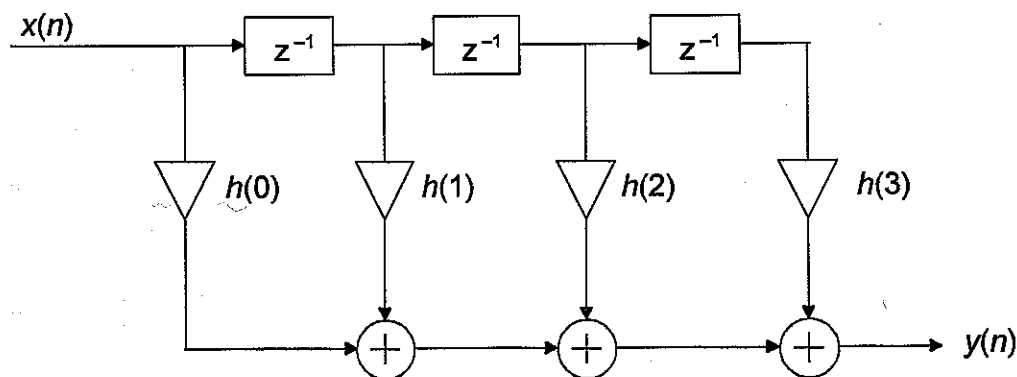 x(n)
z⁻¹ z⁻¹ z⁻¹
h(0) h(1) h(2) h(3)
+ + +
y(n)